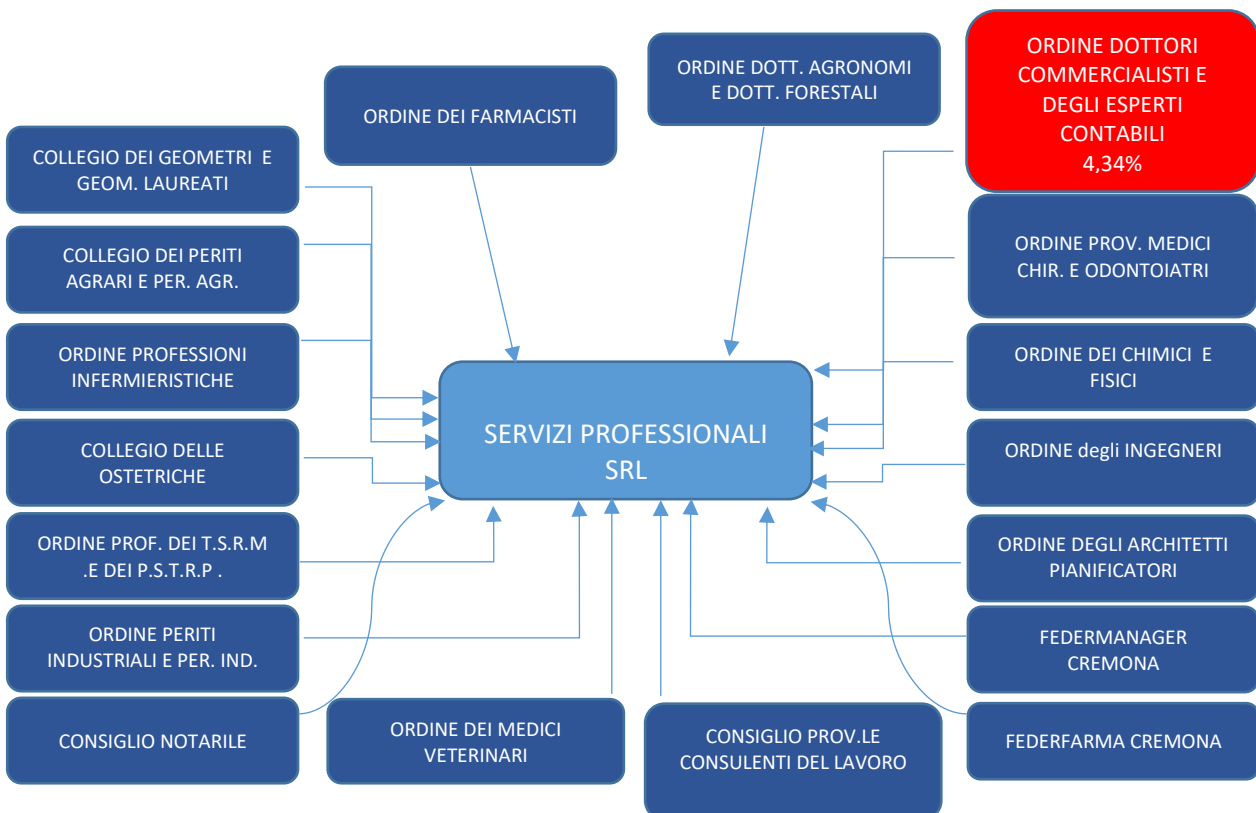 ORDINE DOTTORI
COMMERCIALISTI E
DEGLI ESPERTI
CONTABILI
4,34%
ORDINE DOTT. AGRONOMI
E DOTT. FORESTALI
ORDINE DEI FARMACISTI
COLLEGIO DEI GEOMETRI E
GEOM. LAUREATI
ORDINE PROV. MEDICI
CHIR. E ODONTOIATRI
COLLEGIO DEI PERITI
AGRARI E PER. AGR.
ORDINE PROFESSIONI
INFERMIERISTICHE
ORDINE DEI CHIMICI E
FISICI
SERVIZI PROFESSIONALI
SRL
COLLEGIO DELLE
OSTETRICHE
ORDINE degli INGEGNERI
ORDINE PROF. DEI T.S.R.M
.E DEI P.S.T.R.P .
ORDINE DEGLI ARCHITETTI
PIANIFICATORI
ORDINE PERITI
INDUSTRIALI E PER. IND.
FEDERMANAGER
CREMONA
CONSIGLIO NOTARILE
ORDINE DEI MEDICI
VETERINARI
CONSIGLIO PROV.LE
CONSULENTI DEL LAVORO
FEDERFARMA CREMONA